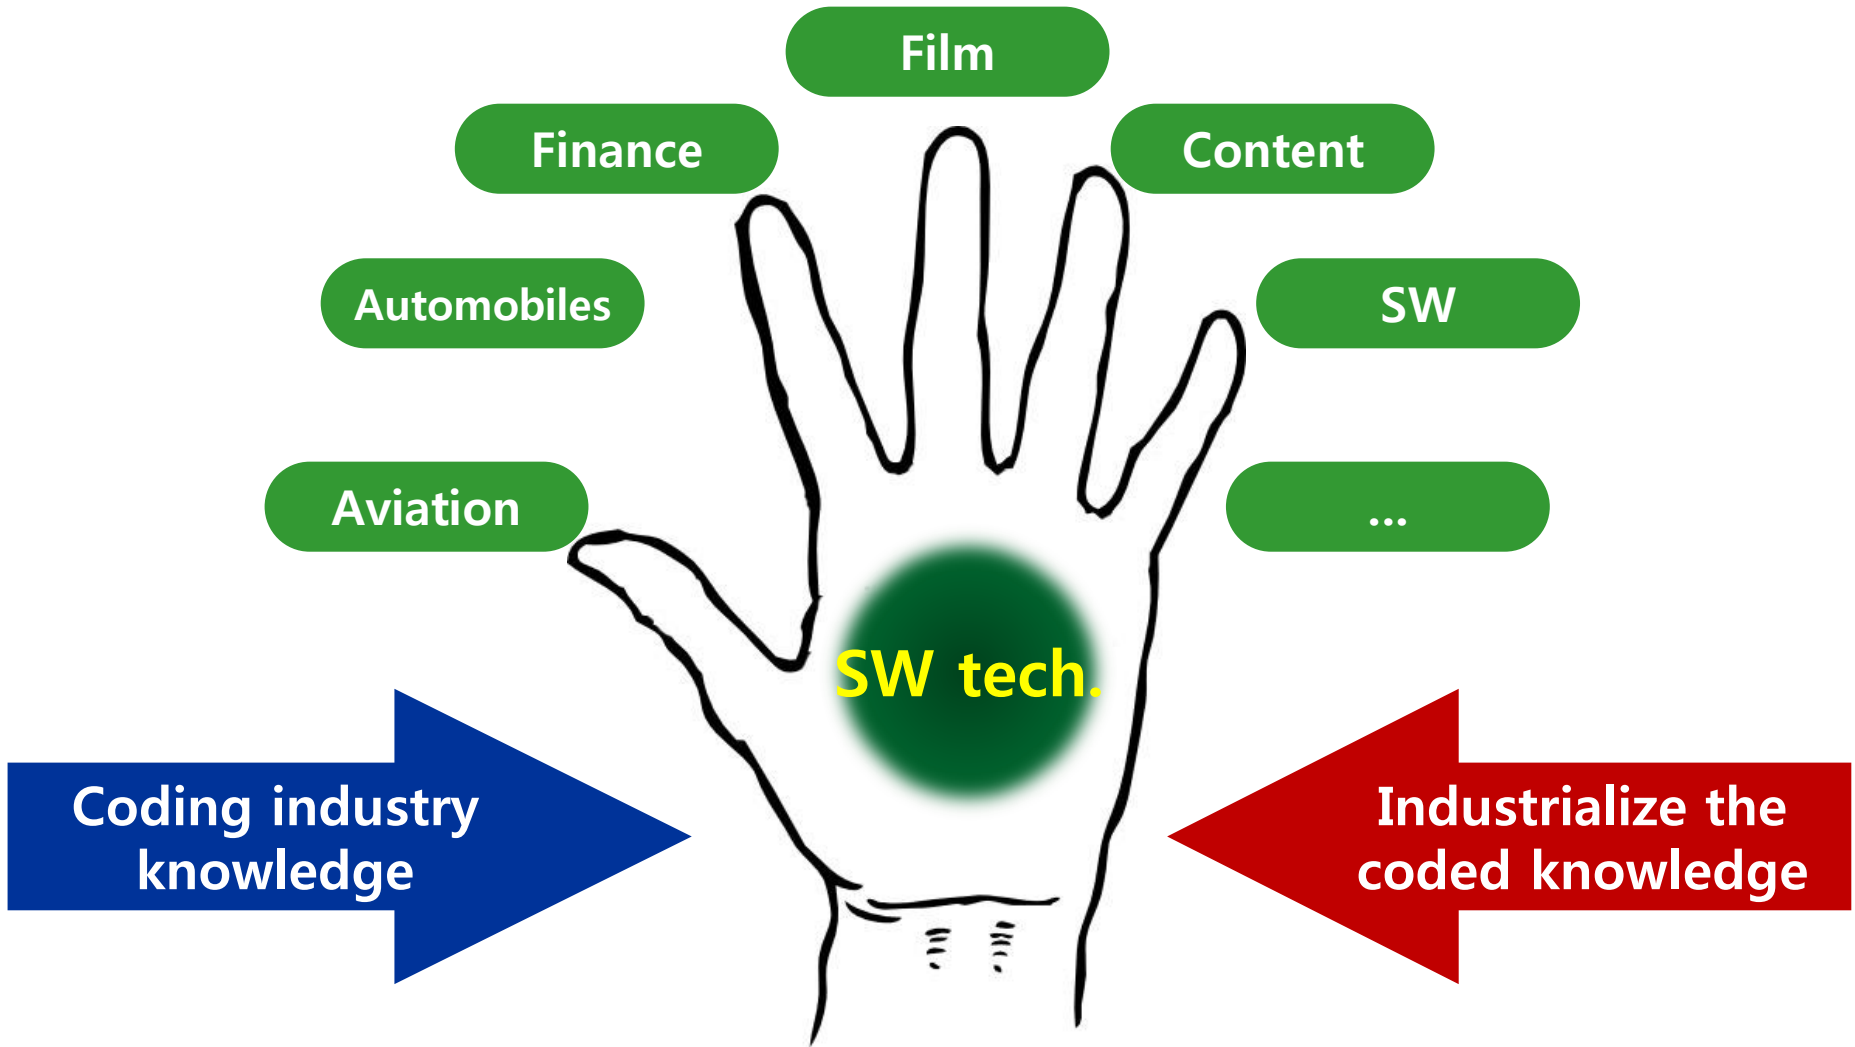 Film
Finance
Content
Automobiles
SW
Aviation
...
SW tech.
Coding industry
knowledge
Industrialize the
coded knowledge